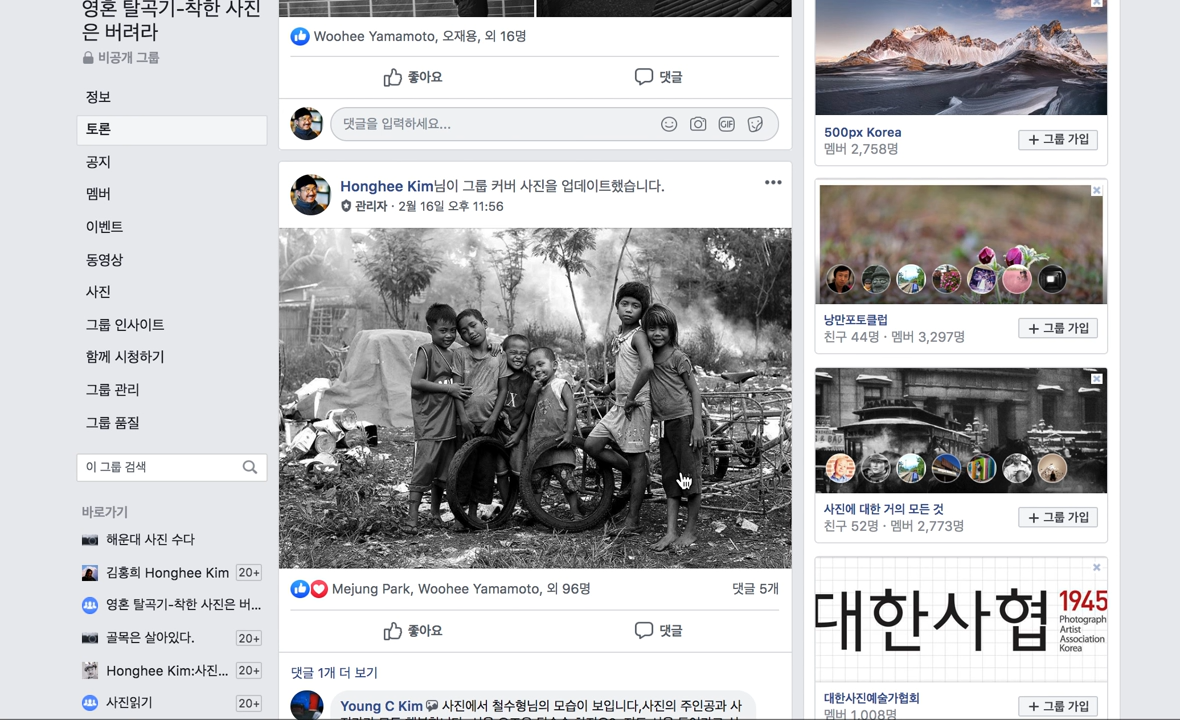 영혼 탈곡기-착한 사진
은 버려라
비공개 그룹
정보
토론
공지
멤버
이벤트
동영상
사진
그룹 인사이트
함께 시청하기
그룹 관리
그룹 품질
이 그룹 검색
바로가기
해운대 사진 수다
김홍희 Honghee Kim 20+
영혼 탈곡기-착한 사진은 버...
골목은 살아있다. 20+
Honghee Kim:사진... 20+
사진읽기 20+
Woohee Yamamoto, 오재용, 외 16명
좋아요 댓글
댓글을 입력하세요...
GIF
Honghee Kim님이 그룹 커버 사진을 업데이트했습니다.
관리자 · 2월 16일 오후 11:56
Mejung Park, Woohee Yamamoto, 외 96명 댓글 5개
좋아요 댓글
댓글 1개 더 보기
Young C Kim 사진에서 철수형님의 모습이 보입니다,사진의 주인공과 사
500px Korea
멤버 2,758명
+ 그룹 가입
낭만포토클럽
친구 44명 · 멤버 3,297명
+ 그룹 가입
사진에 대한 거의 모든 것
친구 52명 · 멤버 2,773명
+ 그룹 가입
대한사협 1945
Photograph
Artist
Association
Korea
대한사진예술가협회
멤버 1,008명
+ 그룹 가입